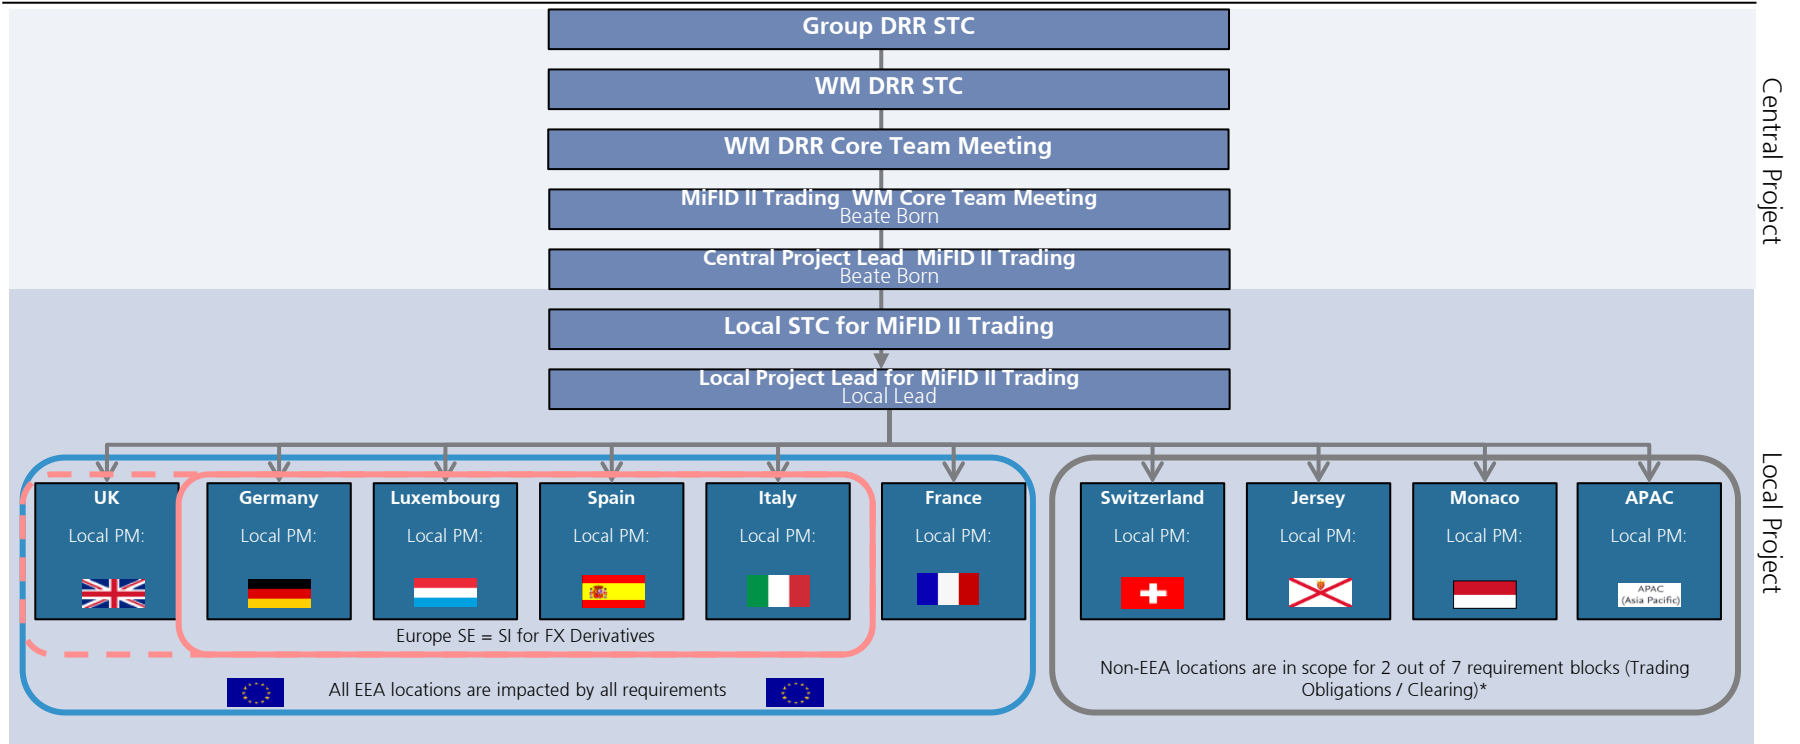 Group DRR STC
WM DRR STC
WM DRR Core Team Meeting
MiFID II Trading  WM Core Team Meeting
Beate Born
Central Project Lead  MiFID II Trading
Beate Born
Central Project
Local STC for MiFID II Trading
Local Project Lead for MiFID II Trading
Local Lead
Local Project
UK
Local PM:
Germany
Local PM:
Luxembourg
Local PM:
Spain
Local PM:
Italy
Local PM:
France
Local PM:
Switzerland
Local PM:
Jersey
Local PM:
Monaco
Local PM:
APAC
Local PM:
APAC
(Asia Pacific)
Europe SE = SI for FX Derivatives
All EEA locations are impacted by all requirements
Non-EEA locations are in scope for 2 out of 7 requirement blocks (Trading
Obligations / Clearing)*